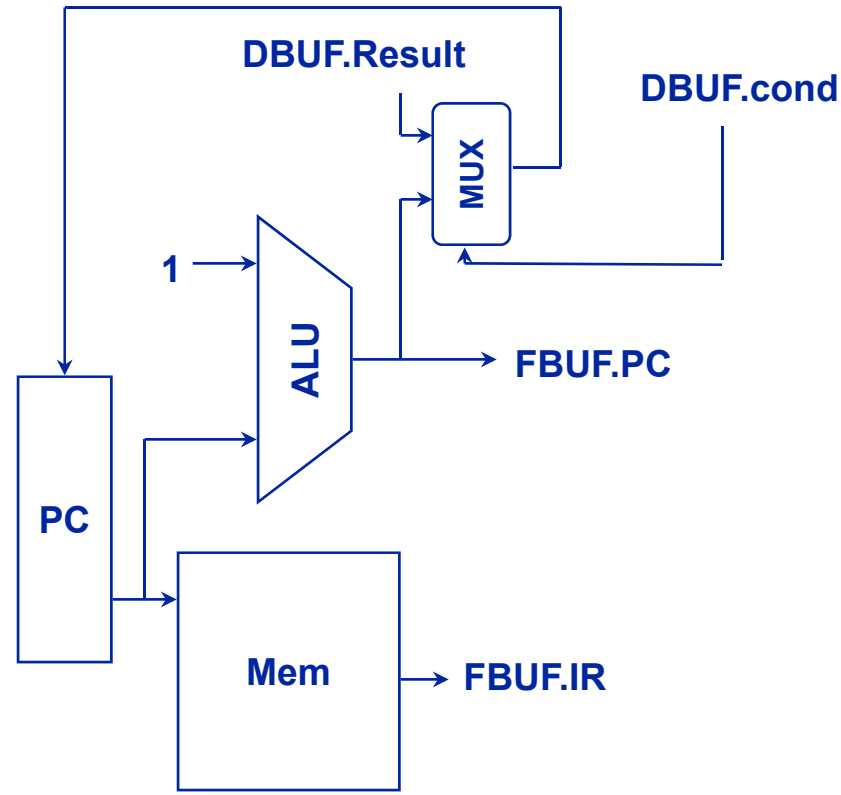 DBUF.Result
DBUF.cond
MUX
1
ALU
FBUF.PC
PC
Mem
FBUF.IR